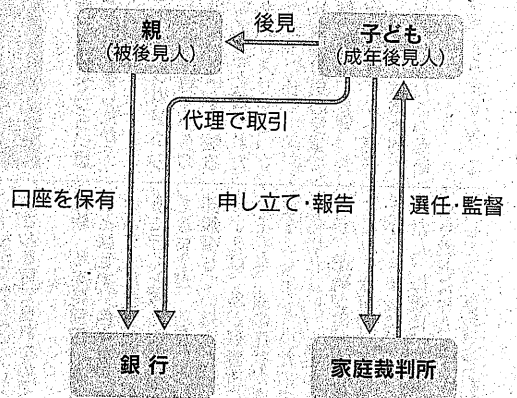 親
(被後見人)
後見
子ども
(成年後見人)
代理で取引
口座を保有
申し立て・報告
選任・監督
銀行
家庭裁判所